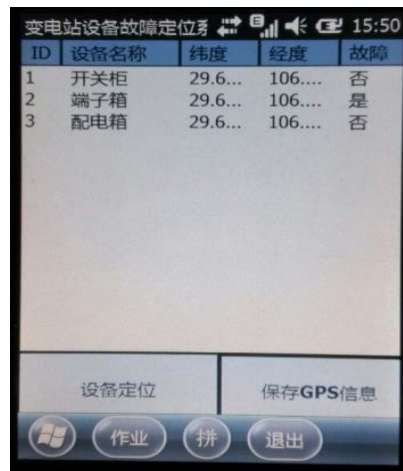 变电站设备故障定位系 15:50
ID 设备名称 纬度 经度 故障
1 开关柜 29.6... 106.... 否
2 端子箱 29.6... 106.... 是
3 配电箱 29.6... 106.... 否
设备定位 保存GPS信息
作业 拼 退出